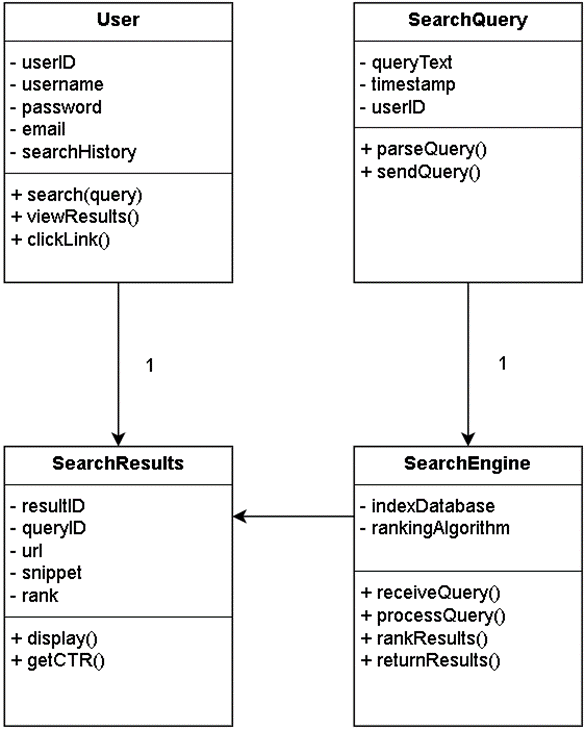 User
- userID
- username
- password
- email
- searchHistory
+ search(query)
+ viewResults()
+ clickLink()
SearchQuery
- queryText
- timestamp
- userID
+ parseQuery()
+ sendQuery()
1
1
SearchResults
- resultID
- queryID
- url
- snippet
- rank
+ display()
+ getCTR()
SearchEngine
- indexDatabase
- rankingAlgorithm
+ receiveQuery()
+ processQuery()
+ rankResults()
+ returnResults()